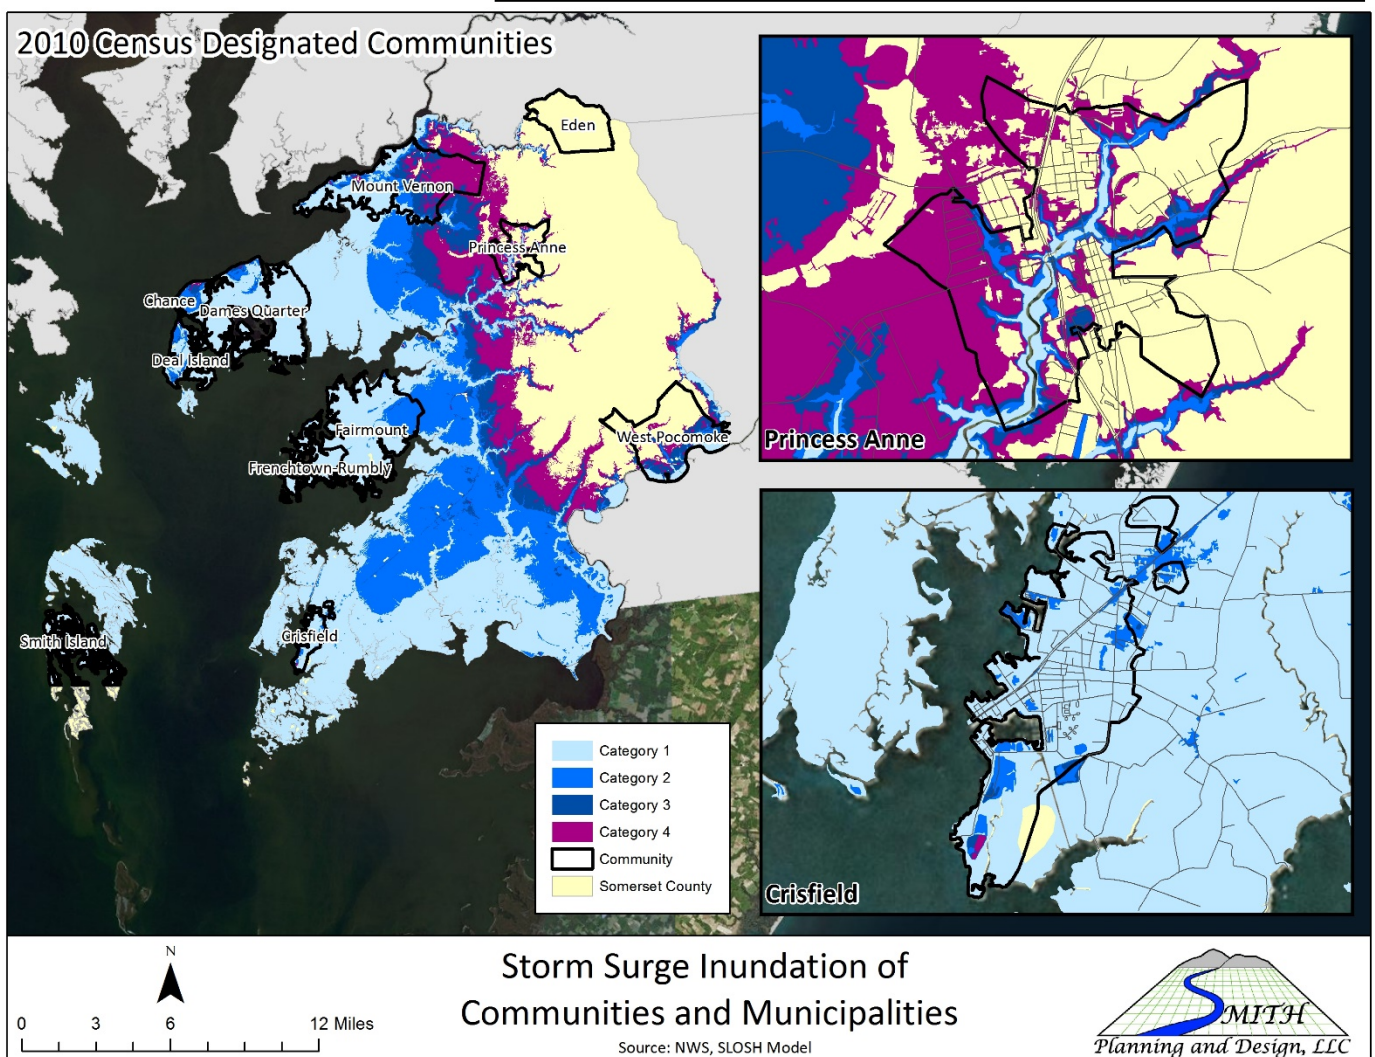 2010 Census Designated Communities
Eden
Mount Vernon
Princess Anne
Chance
Dames Quarter
Deal Island
Fairmount
West Pocomoke
Frenchtown-Rumbly
Smith Island
Crisfield
Princess Anne
Crisfield
Category 1
Category 2
Category 3
Category 4
Community
Somerset County
N
0 3 6 12 Miles
Storm Surge Inundation of
Communities and Municipalities
Source: NWS, SLOSH Model
SMITH
Planning and Design, LLC